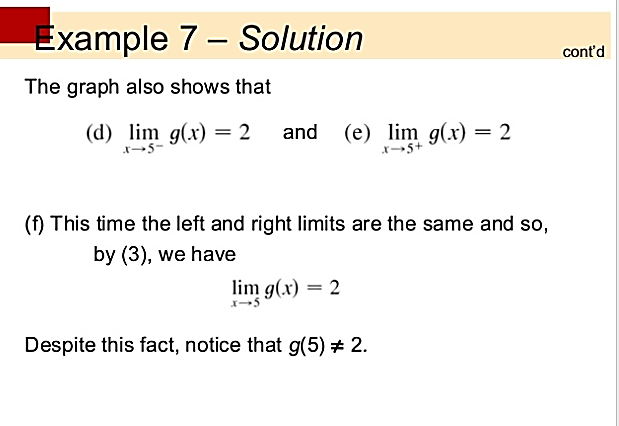 Example 7 – Solution
cont'd
The graph also shows that
(d) lim g(x) = 2 and (e) lim g(x) = 2
x→5⁻ x→5⁺
(f) This time the left and right limits are the same and so,
by (3), we have
lim g(x) = 2
x→5
Despite this fact, notice that g(5) ≠ 2.